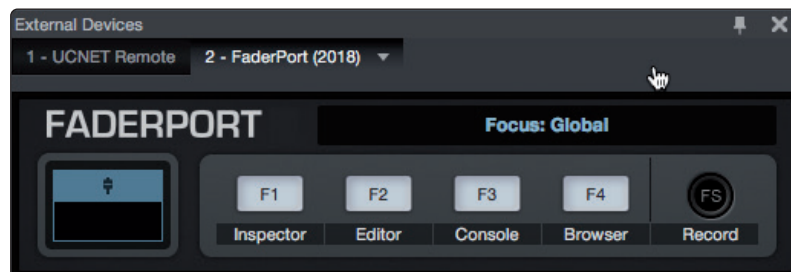 External Devices
1 - UCNET Remote 2 - FaderPort (2018)
FADERPORT Focus: Global
F1 F2 F3 F4 FS
Inspector Editor Console Browser Record